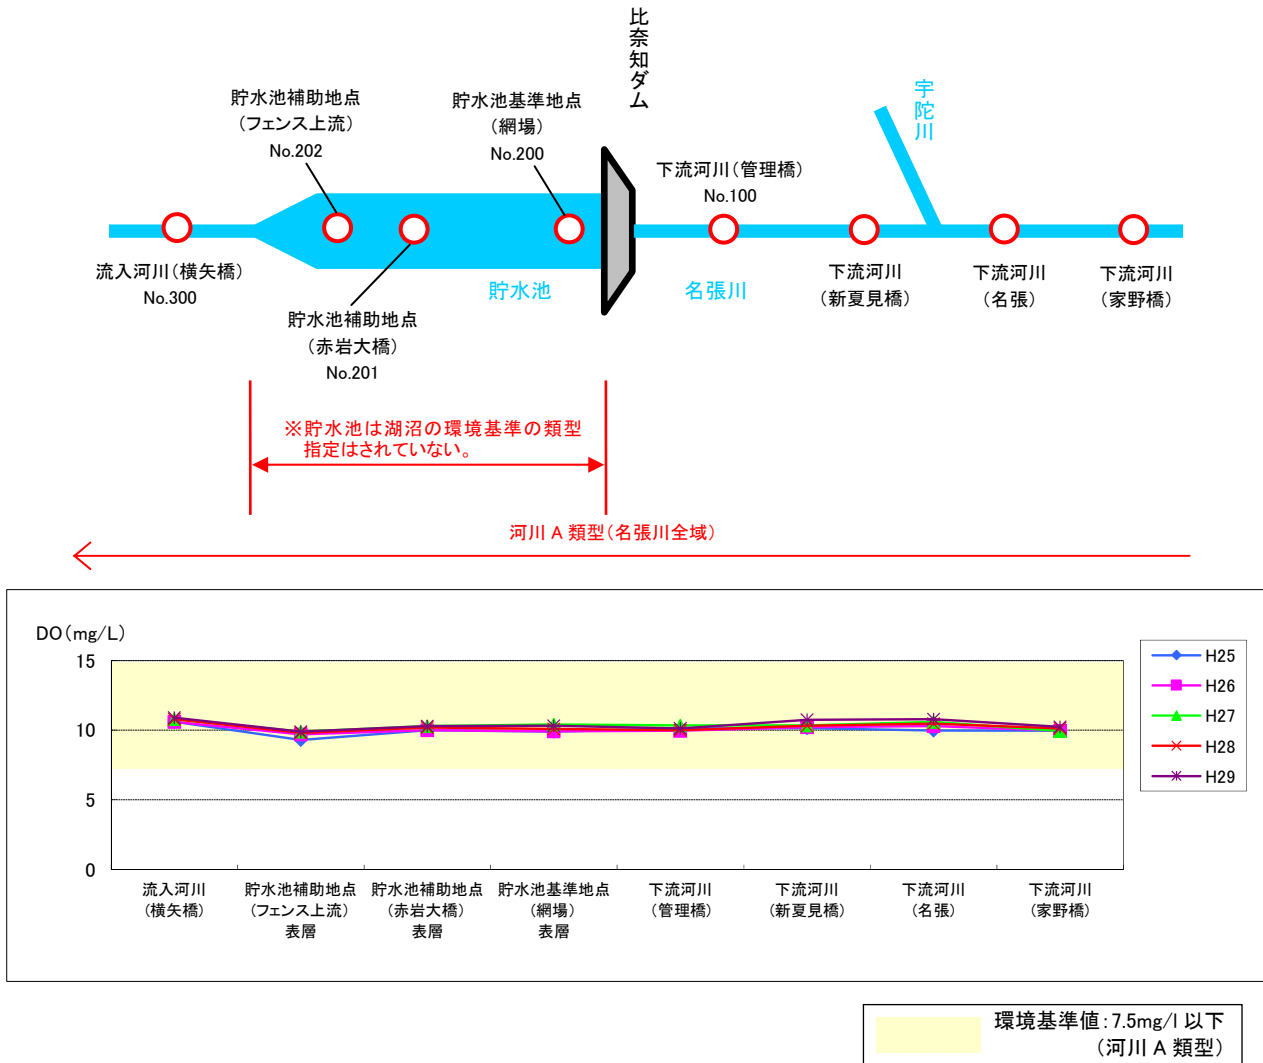 比奈知ダム
宇陀川
貯水池補助地点
（フェンス上流）
No.202
貯水池基準地点
（網場）
No.200
下流河川（管理橋）
No.100
流入河川（横矢橋）
No.300
貯水池補助地点
（赤岩大橋）
No.201
貯水池
名張川
下流河川
（新夏見橋）
下流河川
（名張）
下流河川
（家野橋）
※貯水池は湖沼の環境基準の類型
指定はされていない。
河川 A 類型（名張川全域）
DO（mg/L）
15
10
5
0
流入河川
（横矢橋）
貯水池補助地点
（フェンス上流）
表層
貯水池補助地点
（赤岩大橋）
表層
貯水池基準地点
（網場）
表層
下流河川
（管理橋）
下流河川
（新夏見橋）
下流河川
（名張）
下流河川
（家野橋）
H25
H26
H27
H28
H29
環境基準値：7.5mg/l 以下
（河川 A 類型）